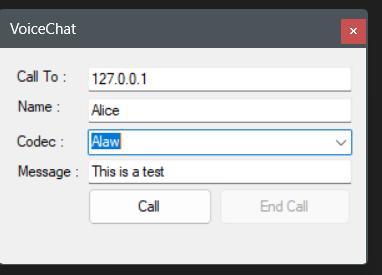 VoiceChat
Call To : 127.0.0.1
Name : Alice
Codec : Alaw
Message : This is a test
Call End Call